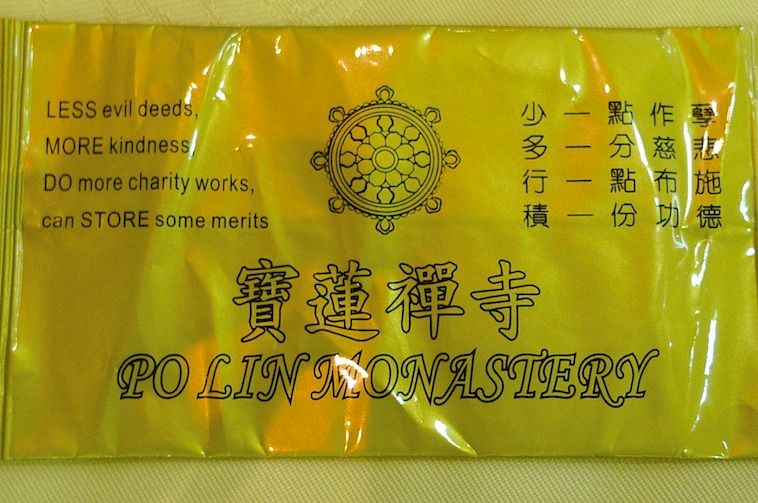 LESS evil deeds,
MORE kindness,
DO more charity works,
can STORE some merits
少一點作孽
多一分慈悲
行一點布施
積一份功德
寶蓮禪寺
PO LIN MONASTERY